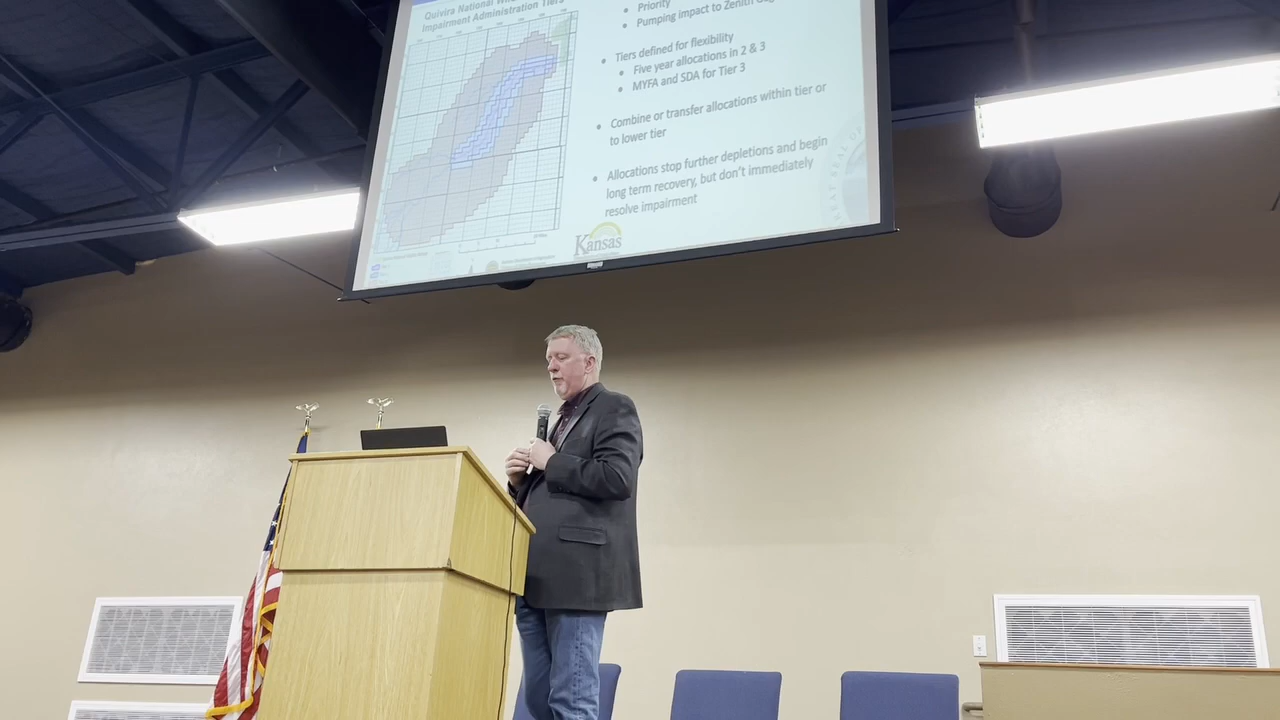 Quivira National
Impairment Administration Tiers
Priority
Pumping impact to Zenith
Tiers defined for flexibility
Five year allocations in 2 & 3
MYFA and SDA for Tier 3
Combine or transfer allocations within tier or
to lower tier
Allocations stop further depletions and begin
long term recovery, but don't immediately
resolve impairment
Kansas